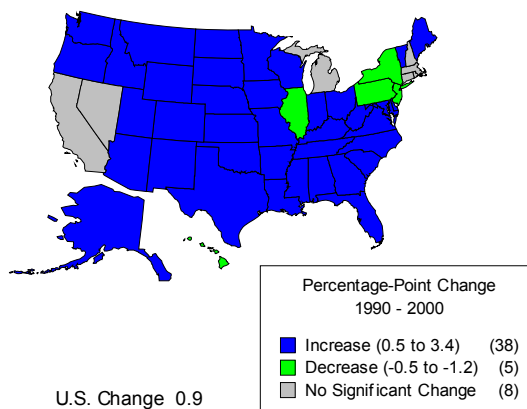 Percentage-Point Change
1990 - 2000
Increase (0.5 to 3.4) (38)
Decrease (-0.5 to -1.2) (5)
No Significant Change (8)
U.S. Change 0.9